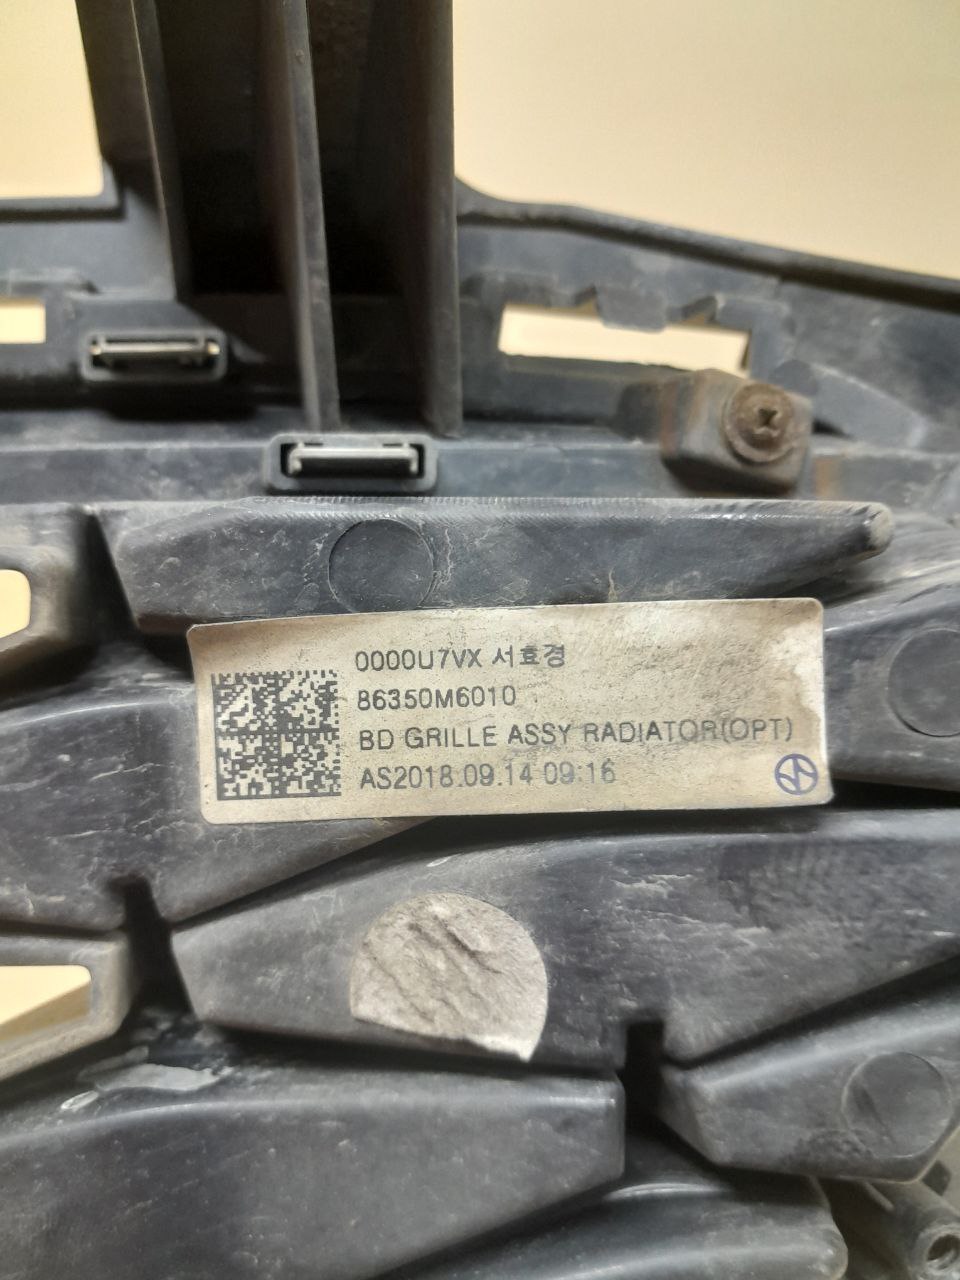 0000U7VX 서효경
86350M6010
BD GRILLE ASSY RADIATOR(OPT)
AS2018.09.14 09:16